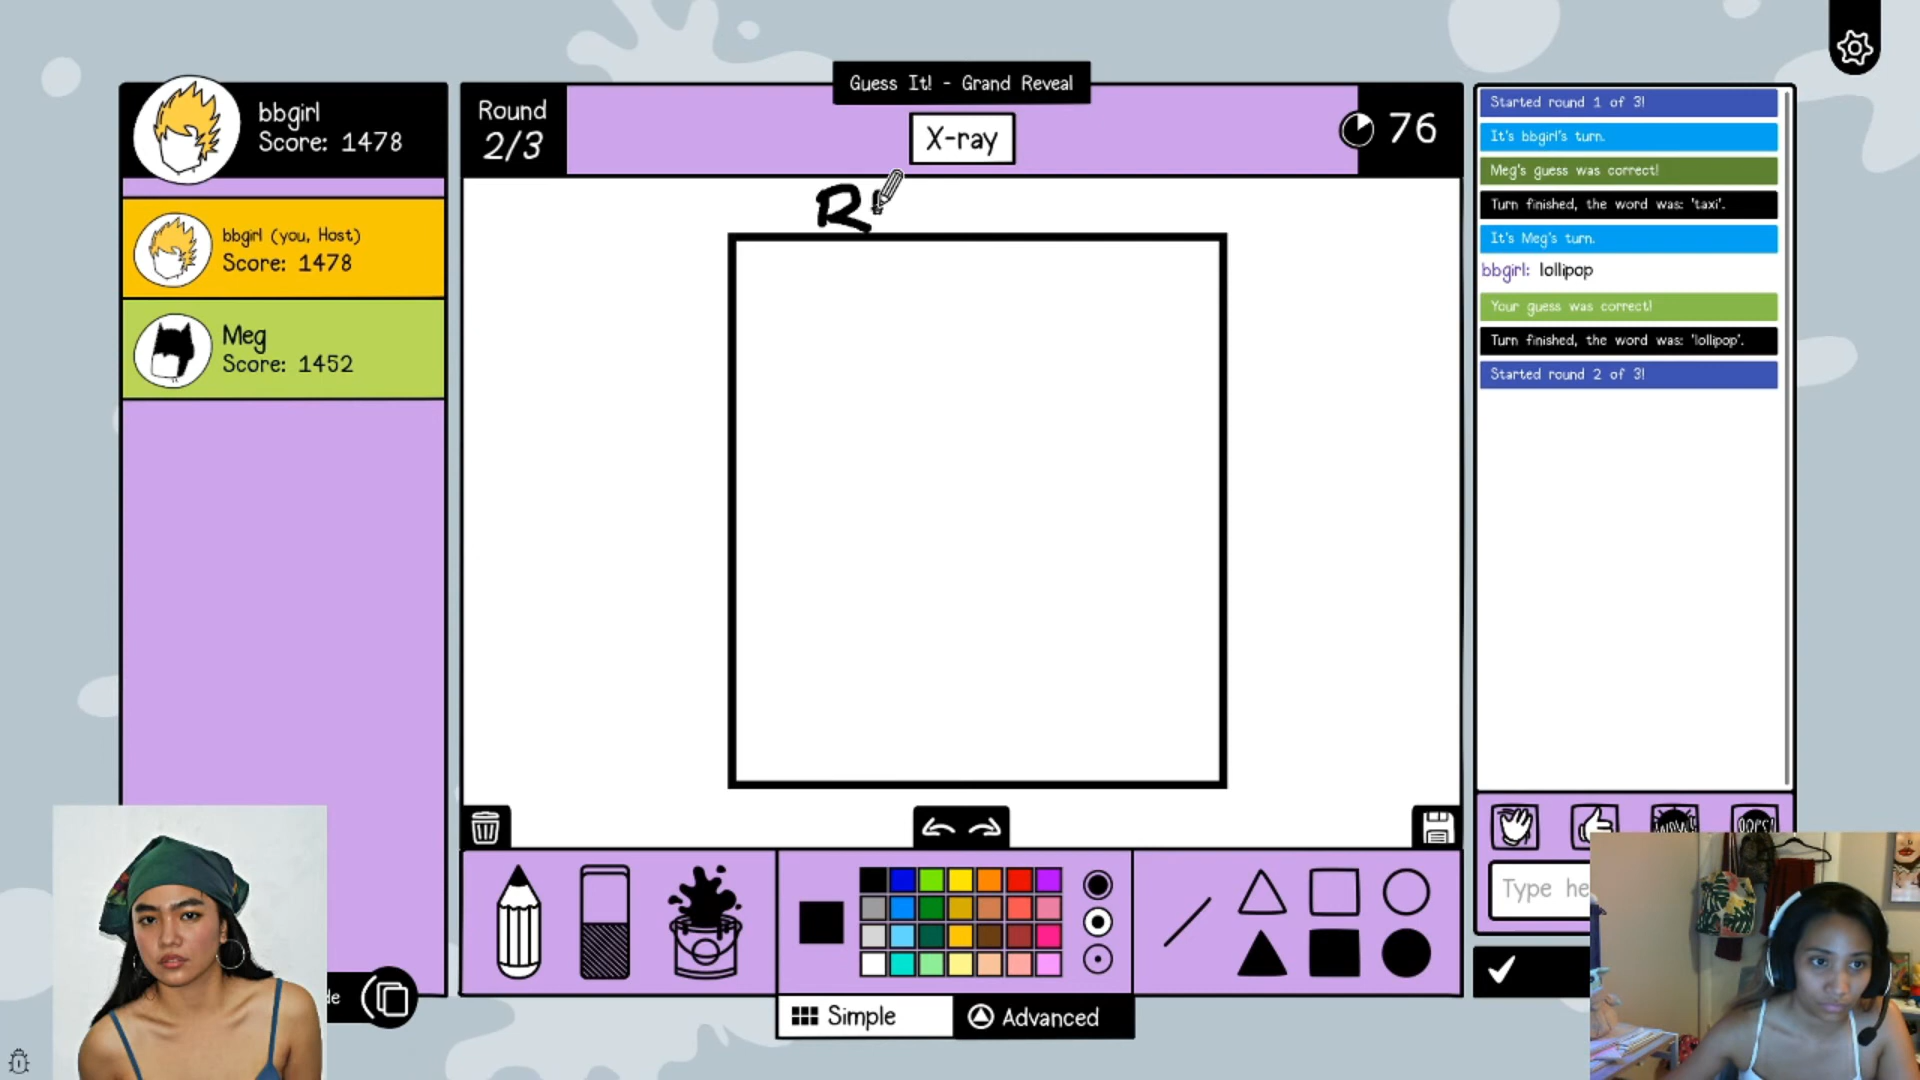 Guess It! - Grand Reveal
bbgirl
Score: 1478
Round
2/3
X-ray
76
R
bbgirl (you, Host)
Score: 1478
Meg
Score: 1452
Started round 1 of 3!
It's bbgirl's turn.
Meg's guess was correct!
Turn finished, the word was: 'taxi'.
It's Meg's turn.
bbgirl: lollipop
Your guess was correct!
Turn finished, the word was: 'lollipop'.
Started round 2 of 3!
OOPS!
Type he
Simple
Advanced